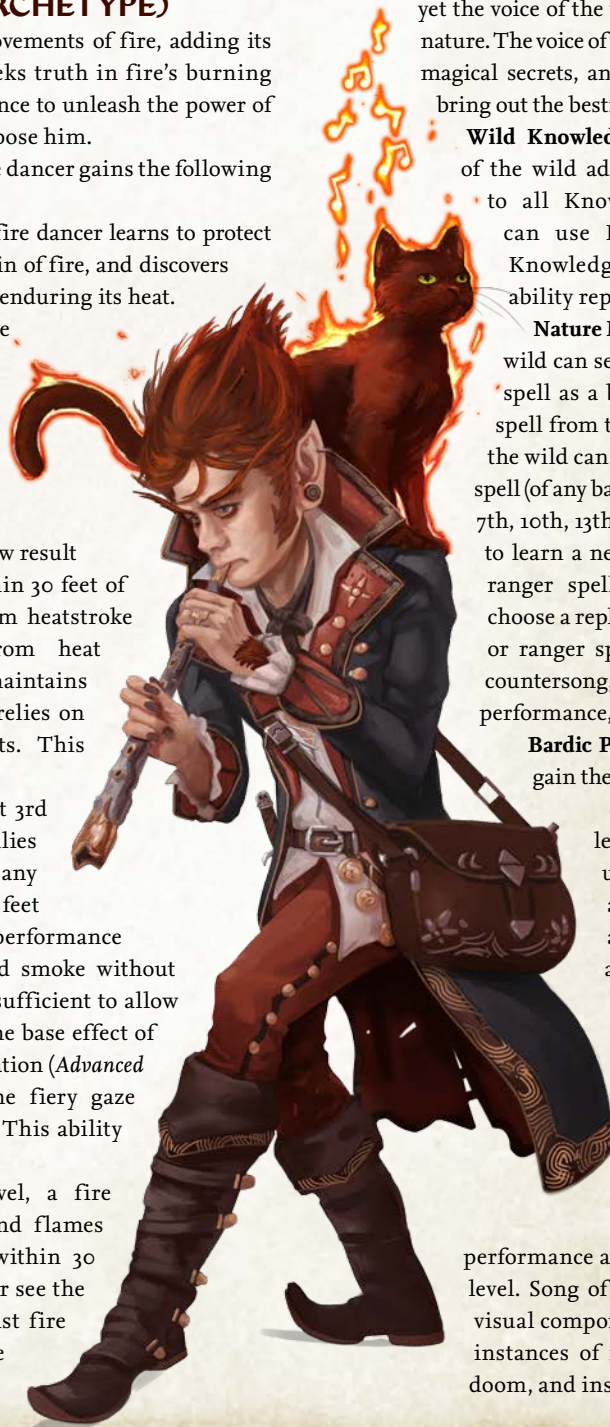 ARCHETYPE)
ovements of fire, adding its
eks truth in fire's burning
nce to unleash the power of
pose him.
e dancer gains the following
fire dancer learns to protect
in of fire, and discovers
enduring its heat.
e
w result
hin 30 feet of
m heatstroke
rom heat
maintains
relies on
ts. This
t 3rd
lies
any
feet
performance
d smoke without
sufficient to allow
he base effect of
ation (Advanced
he fiery gaze
This ability
vel, a fire
nd flames
within 30
r see the
st fire
e
yet the voice of the
nature. The voice of
magical secrets, an
bring out the besti
Wild Knowled
of the wild ad
to all Know
can use
Knowledg
ability rep
Nature
wild can se
spell as a b
spell from t
the wild can
spell (of any ba
7th, 10th, 13th
to learn a ne
ranger spell
choose a repl
or ranger sp
countersong,
performance,
Bardic P
gain the
le
u
a
a
a
performance a
level. Song of
visual compon
instances of
doom, and ins